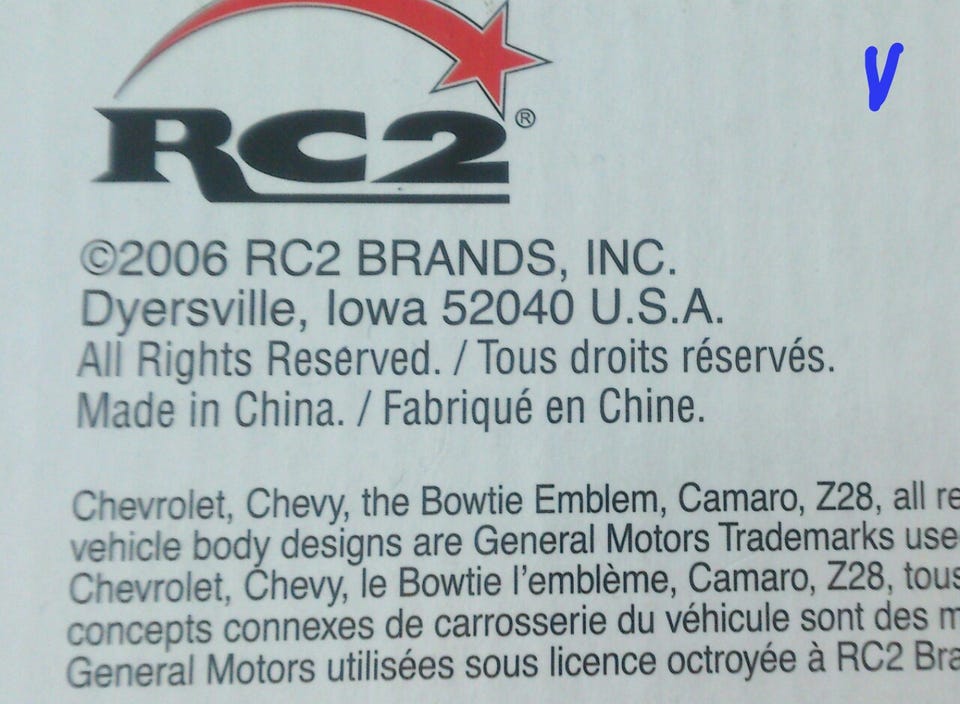 V
RC2®
©2006 RC2 BRANDS, INC.
Dyersville, Iowa 52040 U.S.A.
All Rights Reserved. / Tous droits réservés.
Made in China. / Fabriqué en Chine.
Chevrolet, Chevy, the Bowtie Emblem, Camaro, Z28, all
vehicle body designs are General Motors Trademarks
Chevrolet, Chevy, le Bowtie l'emblème, Camaro, Z28,
concepts connexes de carrosserie du véhicule sont des
General Motors utilisées sous licence octroyée à RC2